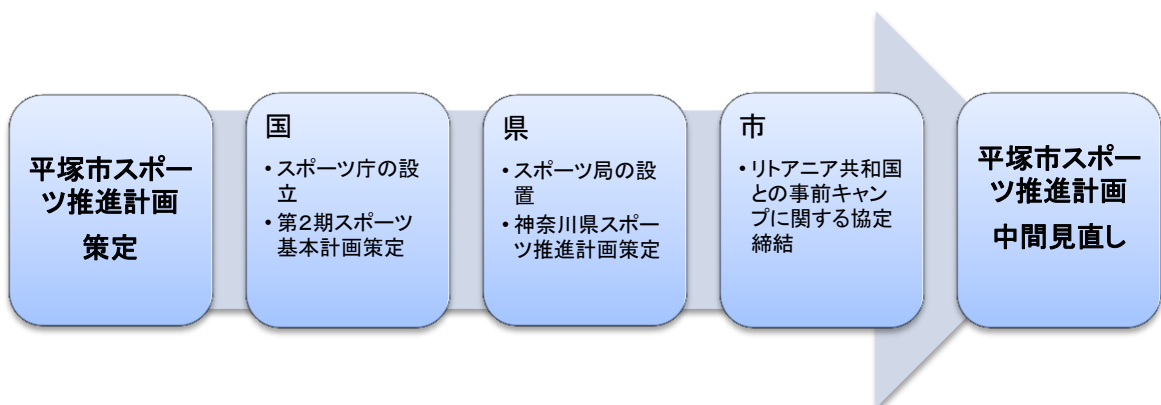 平塚市スポー
ツ推進計画
策定
国
・スポーツ庁の設
立
・第2期スポーツ
基本計画策定
県
・スポーツ局の設
置
・神奈川県スポー
ツ推進計画策定
市
・リトアニア共和国
との事前キャン
プに関する協定
締結
平塚市スポー
ツ推進計画
中間見直し